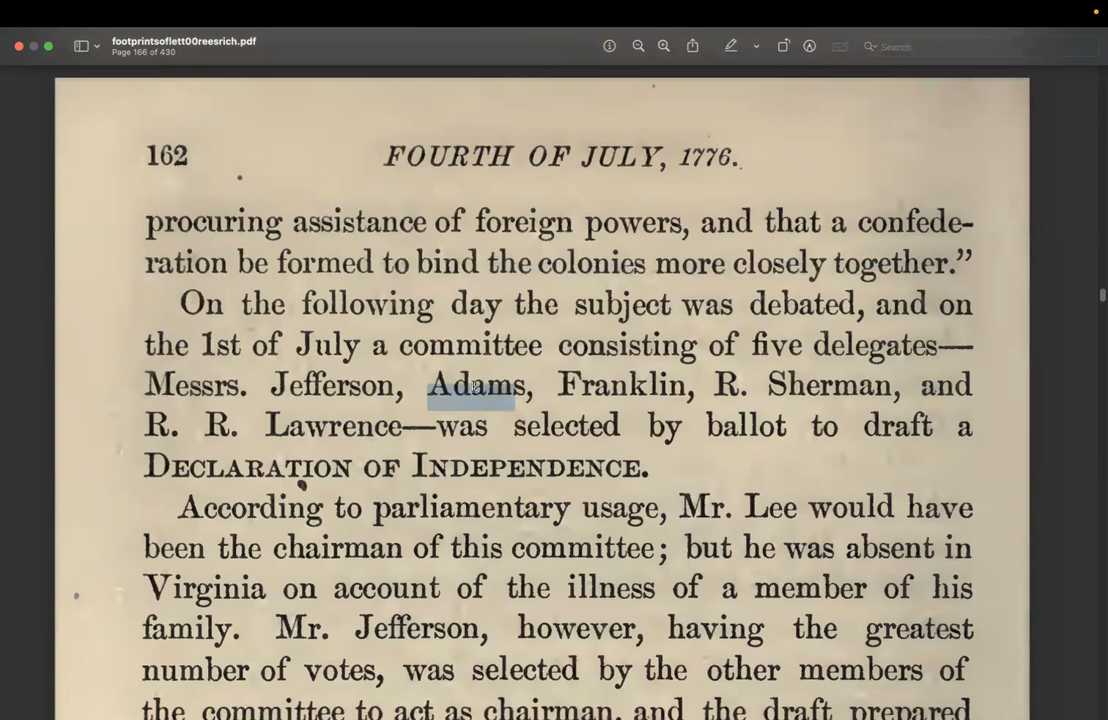 footprintsoflett00reesrich.pdf
Page 166 of 430
Search
162 FOURTH OF JULY, 1776.
procuring assistance of foreign powers, and that a confede-
ration be formed to bind the colonies more closely together.”
On the following day the subject was debated, and on
the 1st of July a committee consisting of five delegates—
Messrs. Jefferson, Adams, Franklin, R. Sherman, and
R. R. Lawrence—was selected by ballot to draft a
DECLARATION OF INDEPENDENCE.
According to parliamentary usage, Mr. Lee would have
been the chairman of this committee; but he was absent in
Virginia on account of the illness of a member of his
family. Mr. Jefferson, however, having the greatest
number of votes, was selected by the other members of
the committee to act as chairman, and the draft prepared